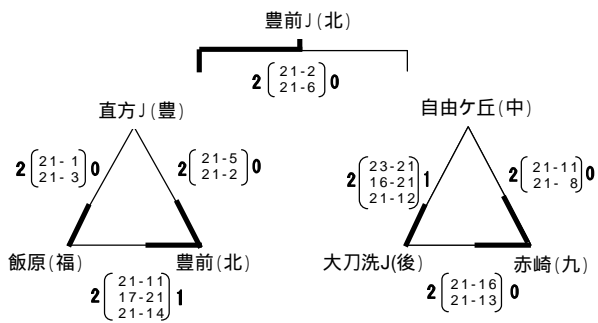 豊前J(北)
2 21-2 0
21-6
直方J(豊)
自由ケ丘(中)
2 21- 1 0
21- 3
2 21-5 0
21-2
2 23-21 1
16-21
21-12
2 21-11 0
21- 8
飯原(福)
豊前(北)
大刀洗J(後)
赤崎(九)
2 21-11 1
17-21
21-14
2 21-16 0
21-13